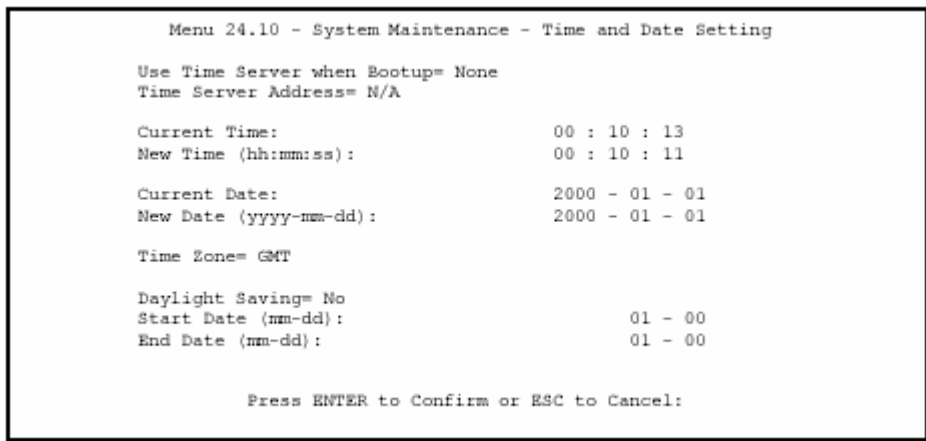 Menu 24.10 - System Maintenance - Time and Date Setting
Use Time Server when Bootup= None
Time Server Address= N/A
Current Time: 00 : 10 : 13
New Time (hh:mm:ss): 00 : 10 : 11
Current Date: 2000 - 01 - 01
New Date (yyyy-mm-dd): 2000 - 01 - 01
Time Zone= GMT
Daylight Saving= No
Start Date (mm-dd): 01 - 00
End Date (mm-dd): 01 - 00
Press ENTER to Confirm or ESC to Cancel: